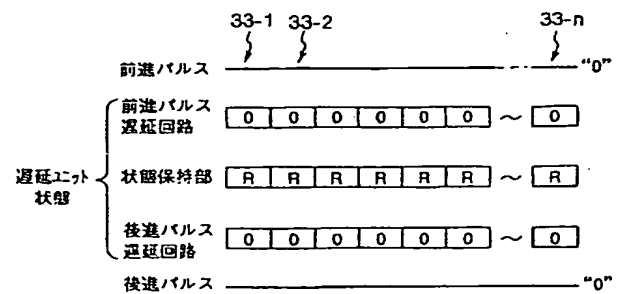 33-1 33-2 33-n
前進パルス "0"
前進パルス
遅延回路 0 0 0 0 0 0 ～ 0
遅延ユニット
状態
状態保持部 R R R R R R ～ R
後進パルス
遅延回路 0 0 0 0 0 0 ～ 0
後進パルス "0"